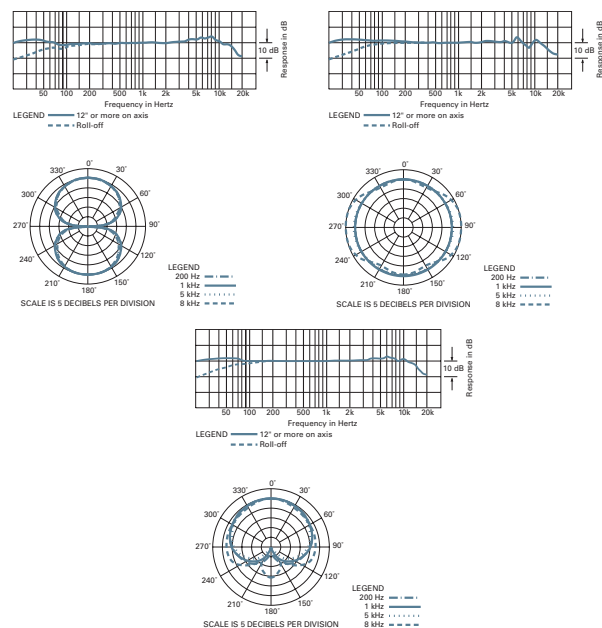 10 dB
Response in dB
50 100 200 500 1k 2k 5k 10k 20k
Frequency in Hertz
LEGEND 12" or more on axis
Roll-off
10 dB
Response in dB
50 100 200 500 1k 2k 5k 10k 20k
Frequency in Hertz
LEGEND 12" or more on axis
Roll-off
0°
330° 30°
300° 60°
270° 90°
240° 120°
210° 150°
180°
LEGEND
200 Hz
1 kHz
5 kHz
8 kHz
SCALE IS 5 DECIBELS PER DIVISION
0°
330° 30°
300° 60°
270° 90°
240° 120°
210° 150°
180°
LEGEND
200 Hz
1 kHz
5 kHz
8 kHz
SCALE IS 5 DECIBELS PER DIVISION
10 dB
Response in dB
50 100 200 500 1k 2k 5k 10k 20k
Frequency in Hertz
LEGEND 12" or more on axis
Roll-off
0°
330° 30°
300° 60°
270° 90°
240° 120°
210° 150°
180°
LEGEND
200 Hz
1 kHz
5 kHz
8 kHz
SCALE IS 5 DECIBELS PER DIVISION